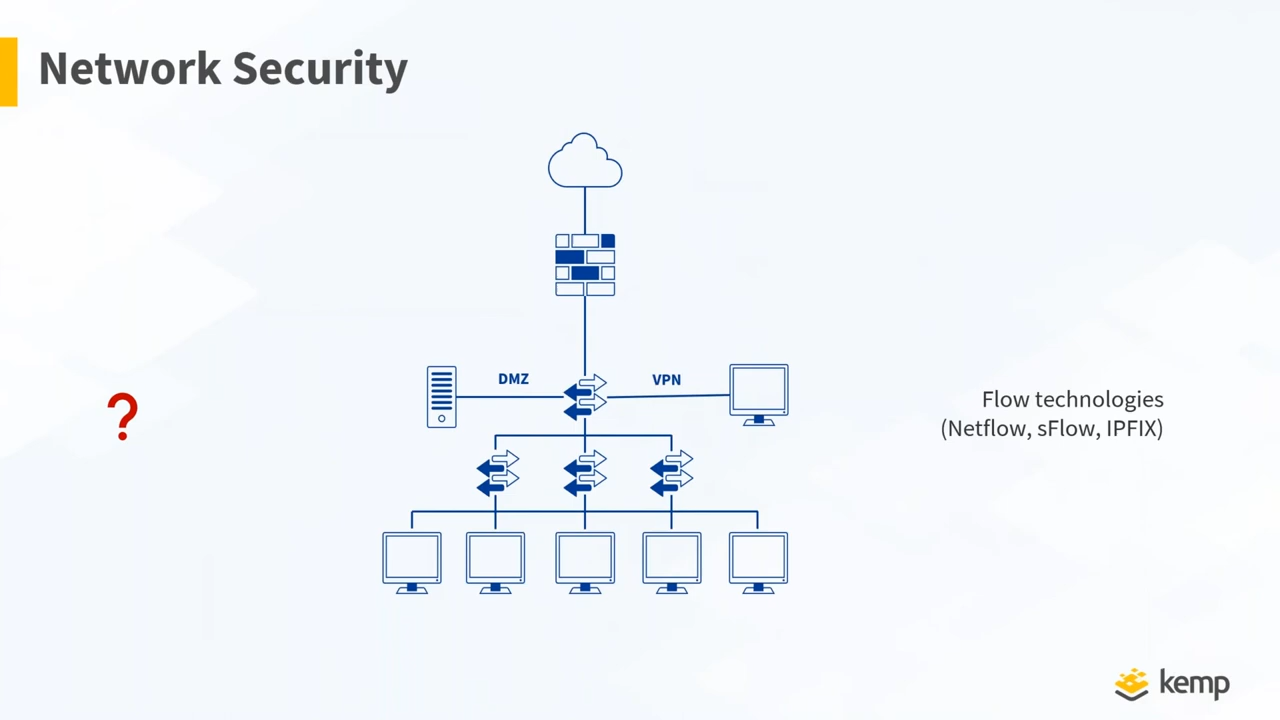 Network Security
DMZ
VPN
?
Flow technologies
(Netflow, sFlow, IPFIX)
kemp